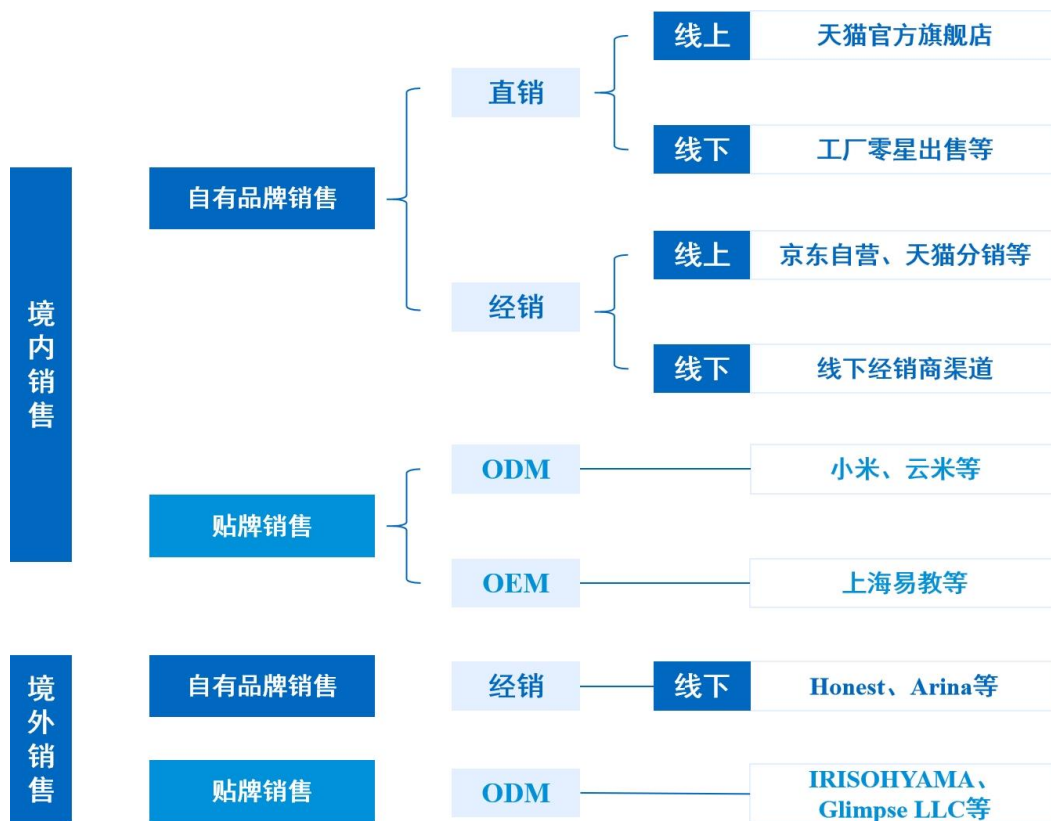 境内销售
自有品牌销售
直销
线上
天猫官方旗舰店
线下
工厂零星出售等
经销
线上
京东自营、天猫分销等
线下
线下经销商渠道
贴牌销售
ODM
小米、云米等
OEM
上海易教等
境外销售
自有品牌销售
经销
线下
Honest、Arina等
贴牌销售
ODM
IRISOHYAMA、
Glimpse LLC等